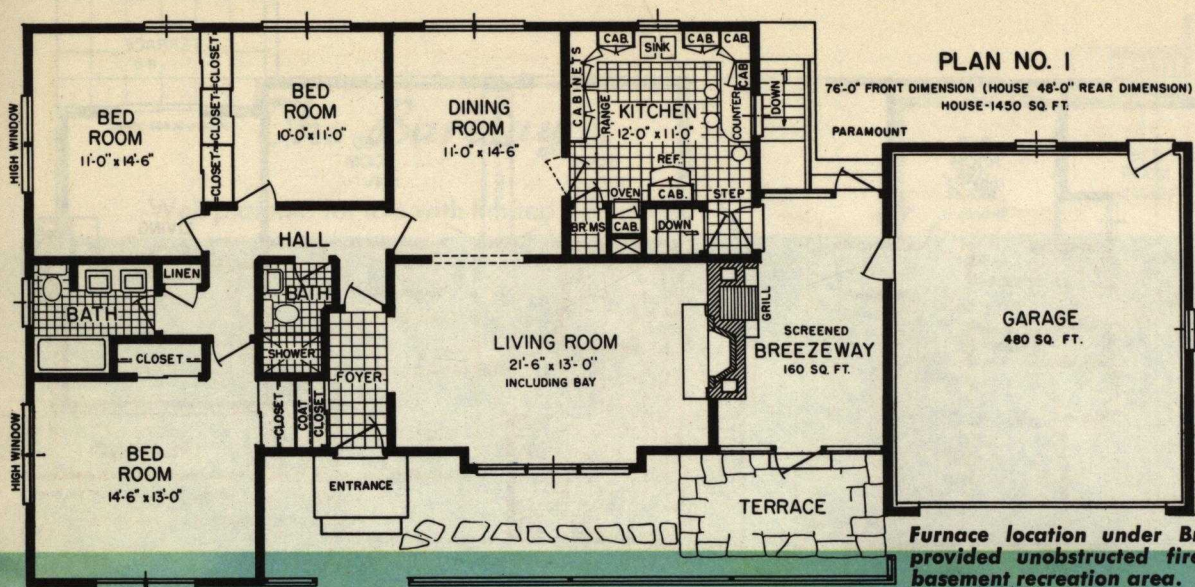 PLAN NO. 1
76'-0" FRONT DIMENSION (HOUSE 48'-0" REAR DIMENSION)
HOUSE-1450 SQ. FT.
PARAMOUNT
HIGH WINDOW
BED
ROOM
11'-0" x 14'-6"
CLOSET
CLOSET
CLOSET
BED
ROOM
10'-0" x 11'-0"
DINING
ROOM
11'-0" x 14'-6"
CAB.
SINK
CAB.
CAB.
CAB.
CABINETS
RANGE
KITCHEN
12'-0" x 11'-0"
COUNTER
DOWN
REF.
CAB.
OVEN
CAB.
BR'MS
DOWN
STEP
HALL
LINEN
BATH
BATH
SHOWER
CLOSET
FOYER
CLOSET
COAT
CLOSET
LIVING ROOM
21'-6" x 13'-0"
INCLUDING BAY
GRILL
SCREENED
BREEZEWAY
160 SQ. FT.
GARAGE
480 SQ. FT.
HIGH WINDOW
BED
ROOM
14'-6" x 13'-0"
ENTRANCE
TERRACE
Furnace location under Br
provided unobstructed fire
basement recreation area.